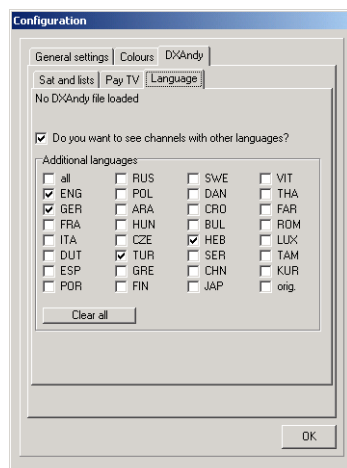 Configuration
General settings Colours DXAndy
Sat and lists Pay TV Language
No DXAndy file loaded
Do you want to see channels with other languages?
Additional languages
all RUS SWE VIT
ENG POL DAN THA
GER ARA CRO FAR
FRA HUN BUL ROM
ITA CZE HEB LUX
DUT TUR SER TAM
ESP GRE CHN KUR
POR FIN JAP orig.
Clear all
OK